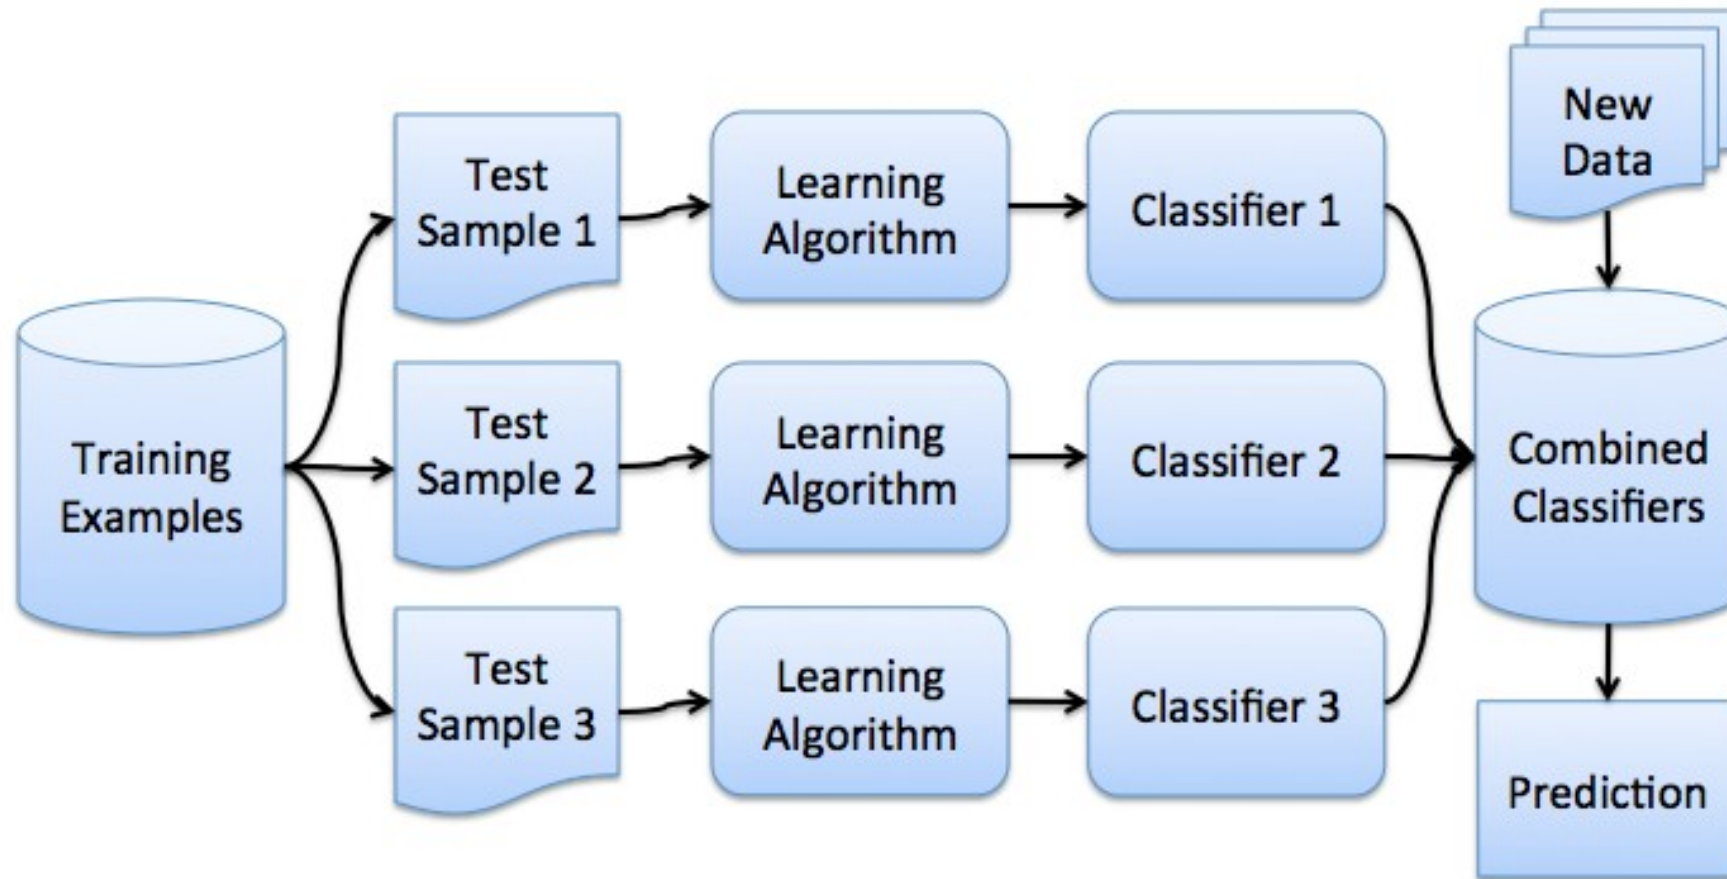 Training
Examples
Test
Sample 1
Learning
Algorithm
Classifier 1
Test
Sample 2
Learning
Algorithm
Classifier 2
Test
Sample 3
Learning
Algorithm
Classifier 3
New
Data
Combined
Classifiers
Prediction